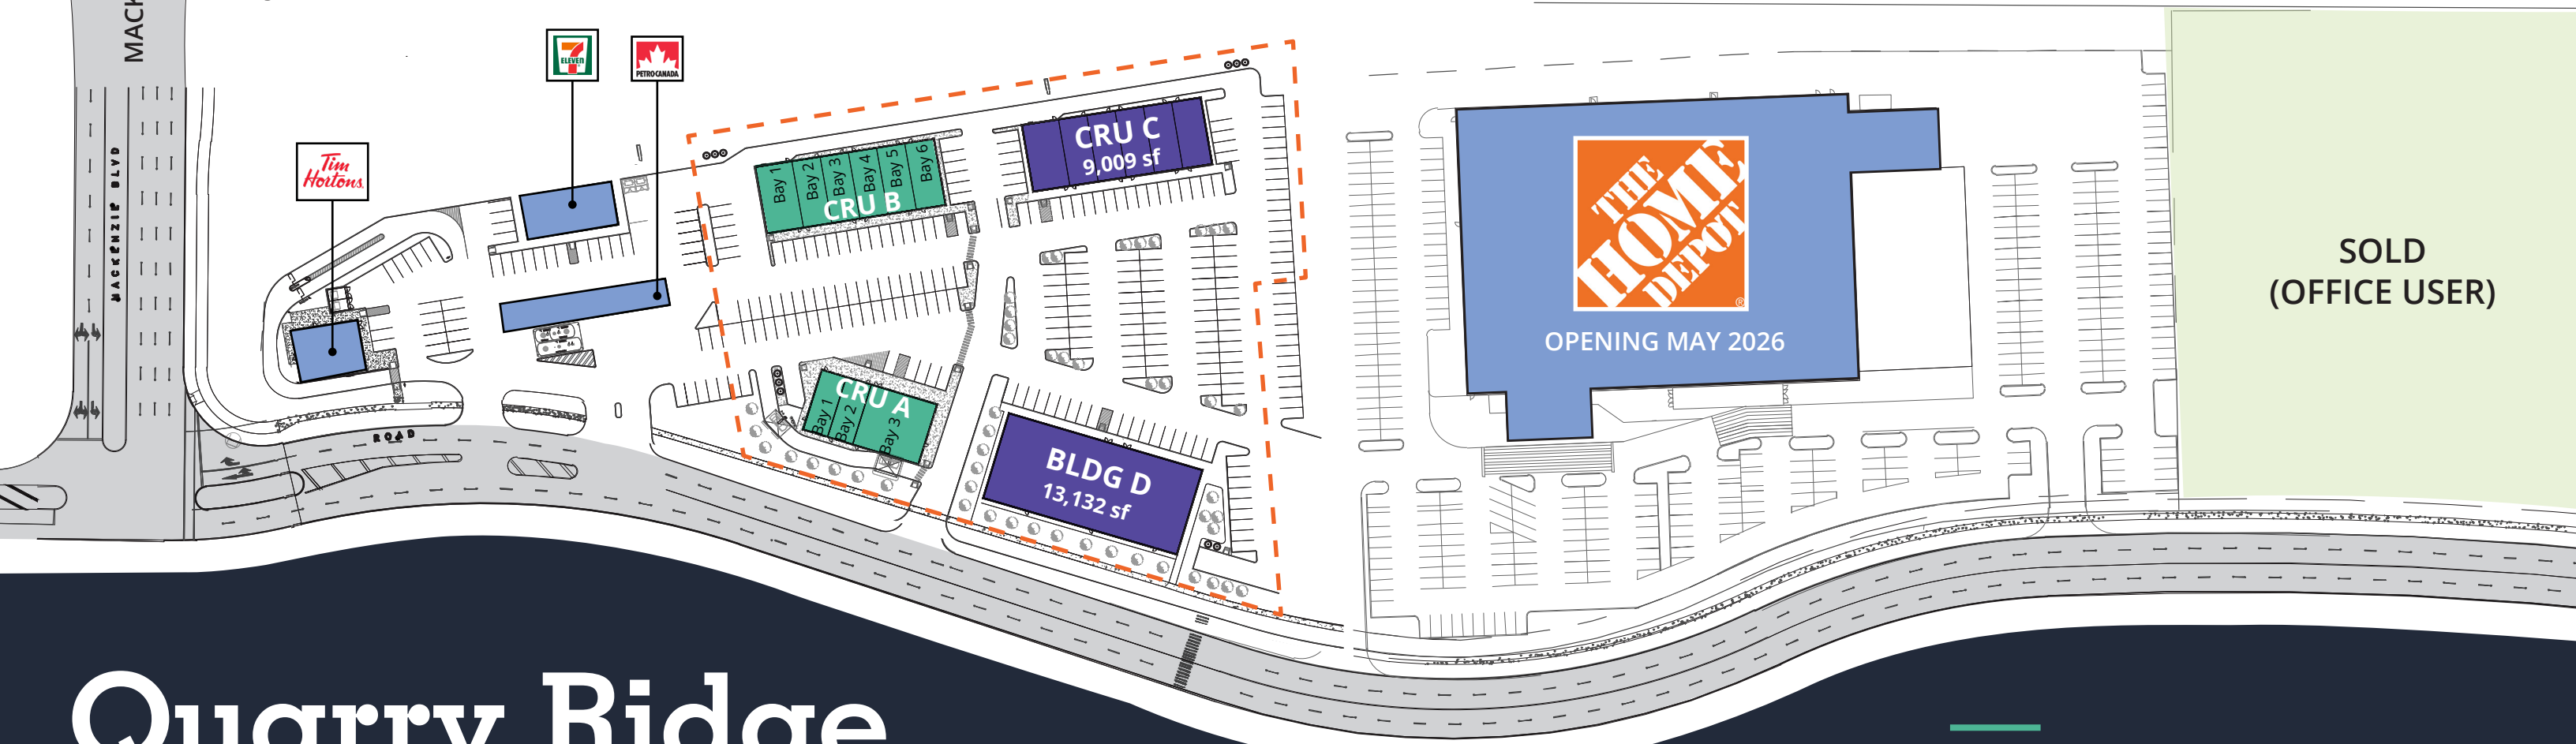 MACK
MACKENZIE BLVD
Tim
Hortons
7
ELEVEN
PETRO-CANADA
Bay 1
Bay 2
Bay 3
Bay 4
Bay 5
Bay 6
CRU B
CRU C
9,009 sf
CRU A
Bay 1
Bay 2
Bay 3
BLDG D
13,132 sf
THE
HOME
DEPOT
®
OPENING MAY 2026
SOLD
(OFFICE USER)
ROAD
Quarry Ridge